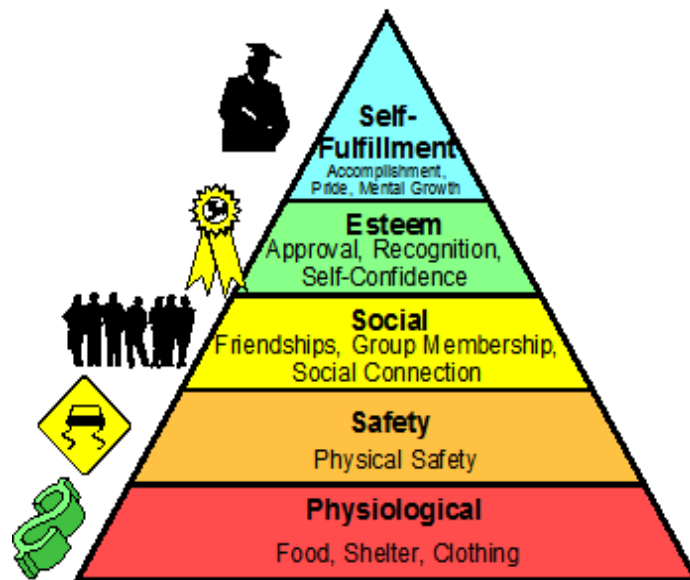 Self-
Fulfillment
Accomplishment,
Pride, Mental Growth
Esteem
Approval, Recognition,
Self-Confidence
Social
Friendships, Group Membership,
Social Connection
Safety
Physical Safety
Physiological
Food, Shelter, Clothing